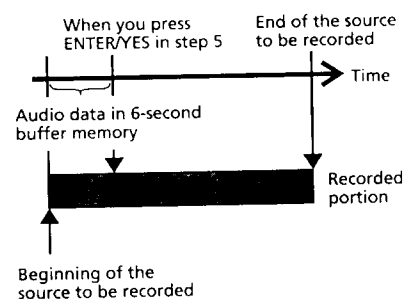 When you press
ENTER/YES in step 5
End of the source
to be recorded
Time
Audio data in 6-second
buffer memory
Recorded
portion
Beginning of the
source to be recorded